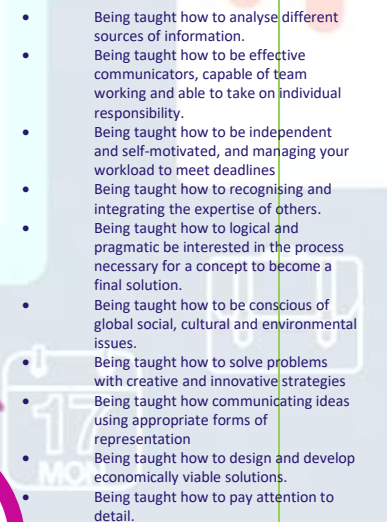 • Being taught how to analyse different
sources of information.
• Being taught how to be effective
communicators, capable of team
working and able to take on individual
responsibility.
• Being taught how to be independent
and self-motivated, and managing your
workload to meet deadlines
• Being taught how to recognising and
integrating the expertise of others.
• Being taught how to logical and
pragmatic be interested in the process
necessary for a concept to become a
final solution.
• Being taught how to be conscious of
global social, cultural and environmental
issues.
• Being taught how to solve problems
with creative and innovative strategies
• Being taught how communicating ideas
using appropriate forms of
representation
• Being taught how to design and develop
economically viable solutions.
• Being taught how to pay attention to
detail.
17
MON